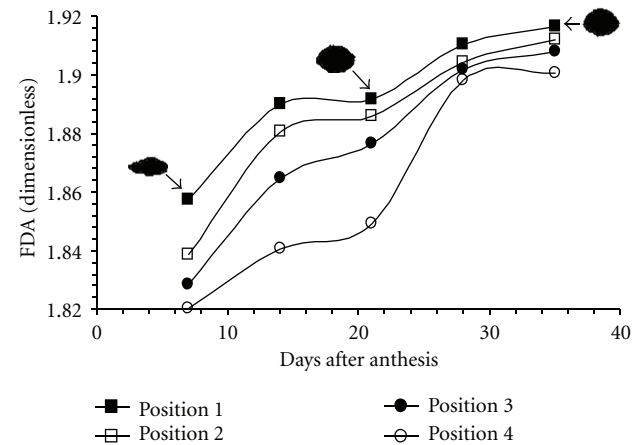 1.92
1.9
1.88
1.86
1.84
1.82
FDA (dimensionless)
0
10
20
30
40
Days after anthesis
Position 1
Position 2
Position 3
Position 4